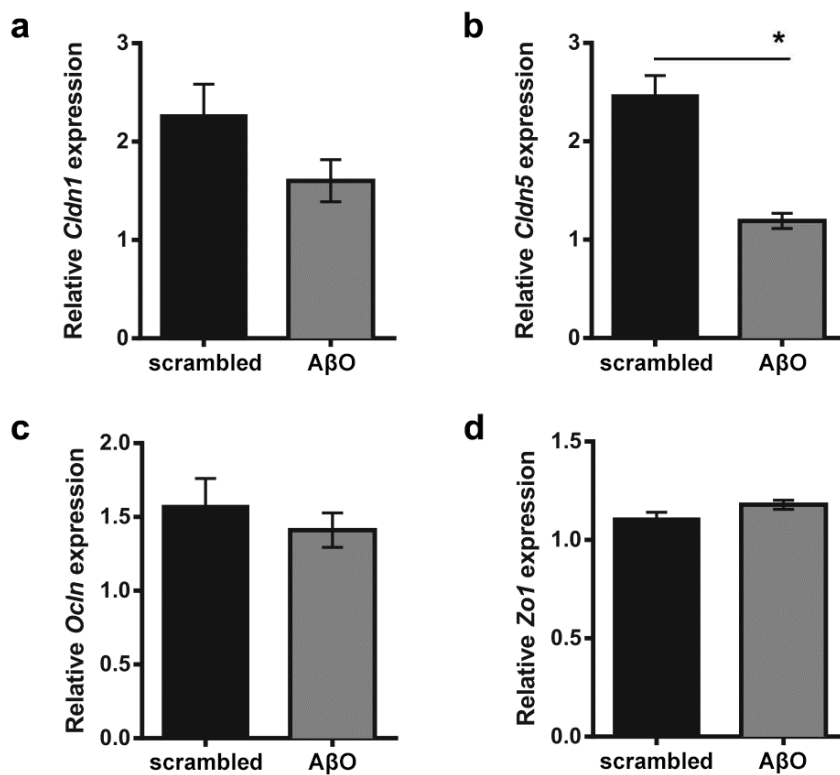 a
Relative Cldn1 expression
3
2
1
0
scrambled AβO
b
Relative Cldn5 expression
3
2
1
0
*
scrambled AβO
c
Relative Ocln expression
2.0
1.5
1.0
0.5
0.0
scrambled AβO
d
Relative Zo1 expression
1.5
1.0
0.5
0.0
scrambled AβO